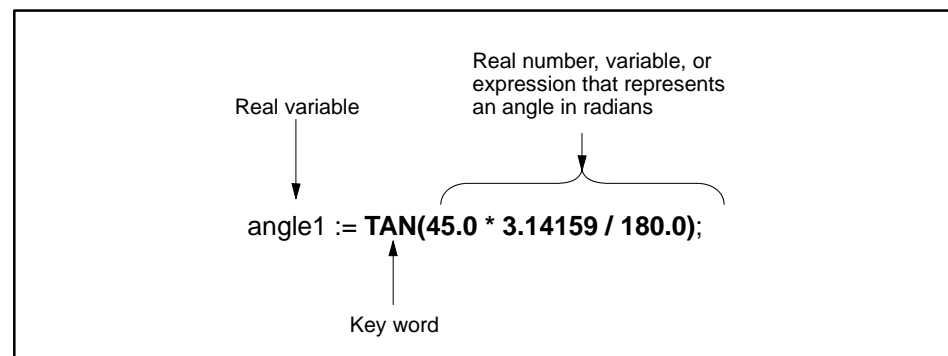 Real number, variable, or
expression that represents
an angle in radians
Real variable
angle1 := TAN(45.0 * 3.14159 / 180.0);
Key word